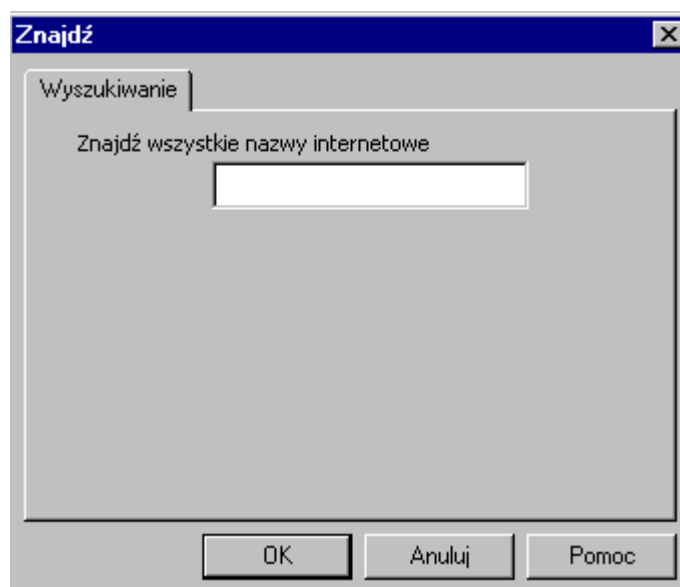 Znajdź
Wyszukiwanie
Znajdź wszystkie nazwy internetowe
OK Anuluj Pomoc